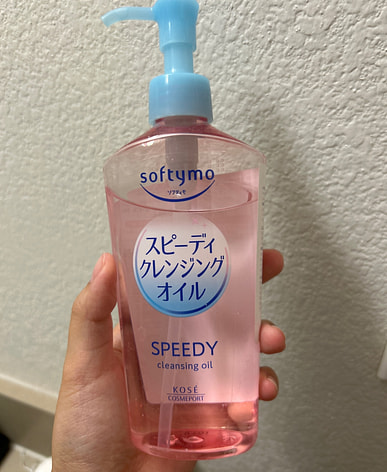 softymo
ソフティモ
スピーディ
クレンジング
オイル
SPEEDY
cleansing oil
KOSÉ
COSMEPORT